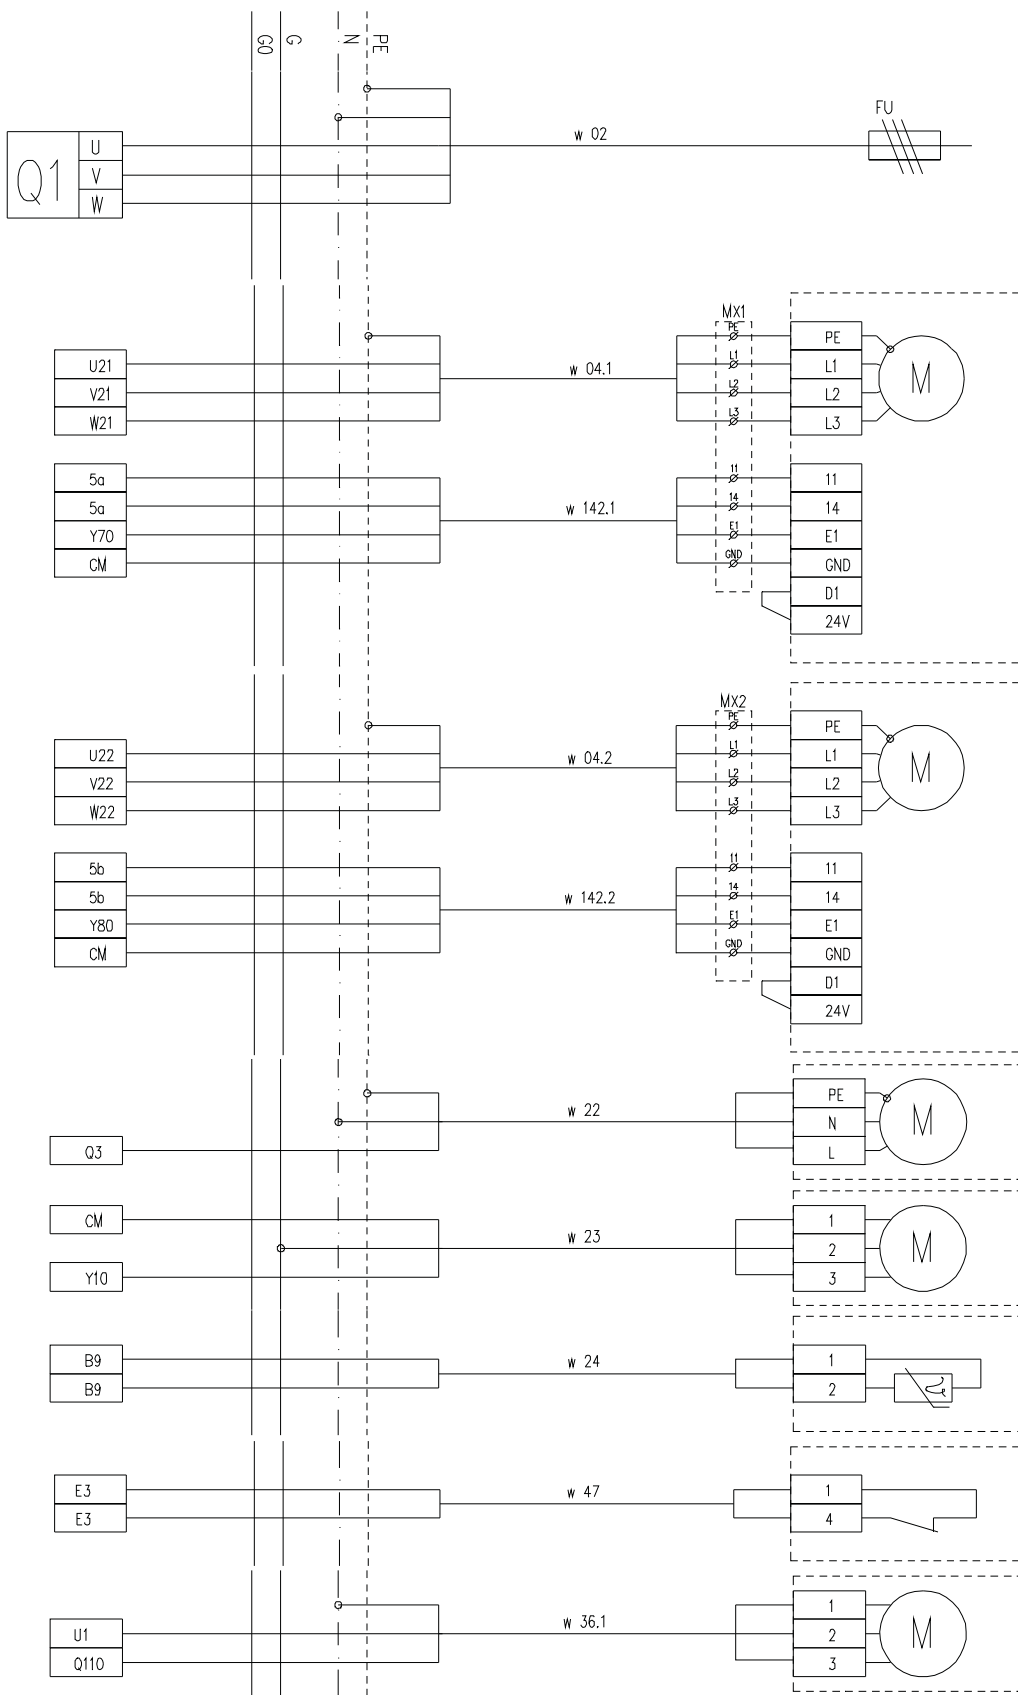 G0
G
N
PE
FU
w 02
Q1
U
V
W
MX1
PE
L1
L2
L3
11
14
E1
GND
U21
V21
W21
w 04.1
PE
L1
L2
L3
M
5a
5a
Y70
CM
w 142.1
11
14
E1
GND
D1
24V
MX2
PE
L1
L2
L3
11
14
E1
GND
U22
V22
W22
w 04.2
PE
L1
L2
L3
M
5b
5b
Y80
CM
w 142.2
11
14
E1
GND
D1
24V
Q3
w 22
PE
N
L
M
CM
Y10
w 23
1
2
3
M
B9
B9
w 24
1
2
E3
E3
w 47
1
4
U1
Q110
w 36.1
1
2
3
M